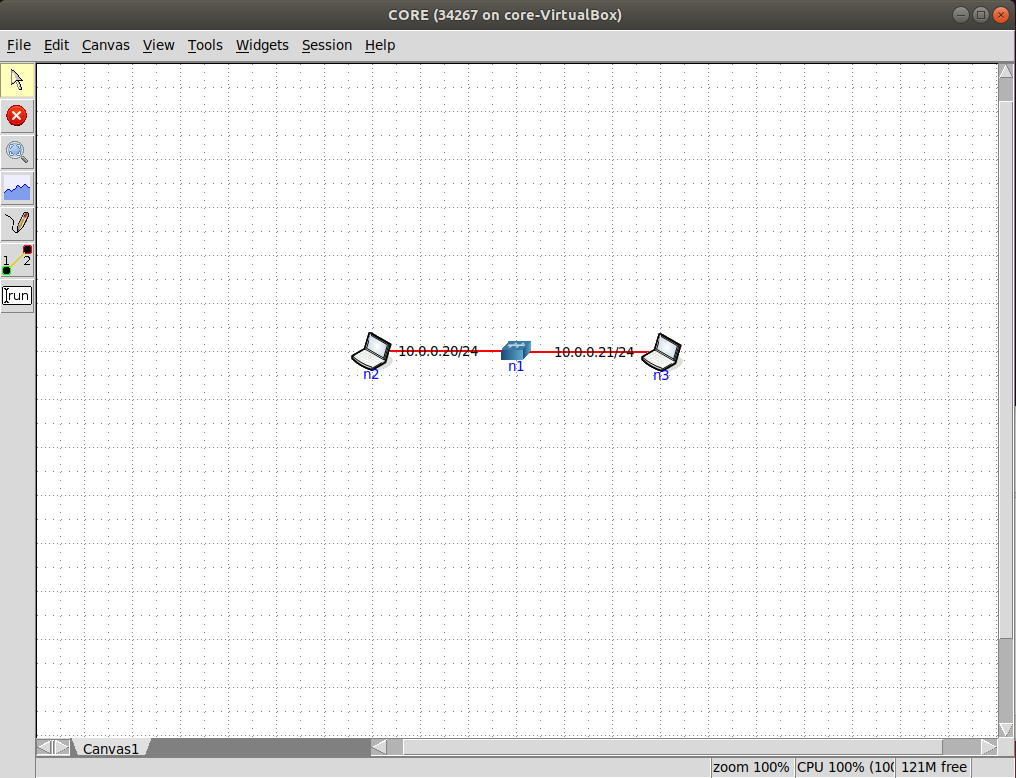 CORE (34267 on core-VirtualBox)
File Edit Canvas View Tools Widgets Session Help
1 2
run
10.0.0.20/24 10.0.0.21/24
n2 n1 n3
Canvas1
zoom 100% CPU 100% (100 121M free